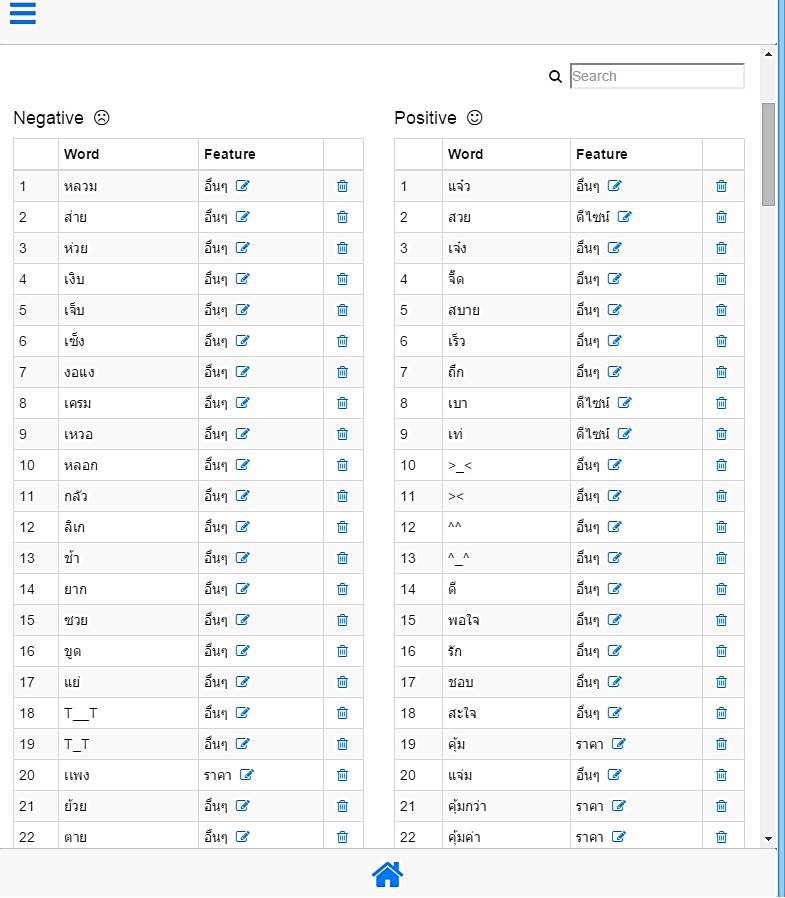 Search
Negative
Word Feature
1 หลวม อื่นๆ
2 ส่าย อื่นๆ
3 ห่วย อื่นๆ
4 เงิบ อื่นๆ
5 เจ็บ อื่นๆ
6 เซ็ง อื่นๆ
7 งอแง อื่นๆ
8 เครม อื่นๆ
9 เหวอ อื่นๆ
10 หลอก อื่นๆ
11 กลัว อื่นๆ
12 ลิเก อื่นๆ
13 ช้า อื่นๆ
14 ยาก อื่นๆ
15 ซวย อื่นๆ
16 ขูด อื่นๆ
17 แย่ อื่นๆ
18 T__T อื่นๆ
19 T_T อื่นๆ
20 แพง ราคา
21 ย้วย อื่นๆ
22 ตาย อื่นๆ
Positive
Word Feature
1 แจ๋ว อื่นๆ
2 สวย ดีไซน์
3 เจ๋ง อื่นๆ
4 จี๊ด อื่นๆ
5 สบาย อื่นๆ
6 เร็ว อื่นๆ
7 ถึก อื่นๆ
8 เบา ดีไซน์
9 เท่ ดีไซน์
10 >_< อื่นๆ
11 >< อื่นๆ
12 ^^ อื่นๆ
13 ^_^ อื่นๆ
14 ดี อื่นๆ
15 พอใจ อื่นๆ
16 รัก อื่นๆ
17 ชอบ อื่นๆ
18 สะใจ อื่นๆ
19 คุ้ม ราคา
20 แจ่ม อื่นๆ
21 คุ้มกว่า ราคา
22 คุ้มค่า ราคา